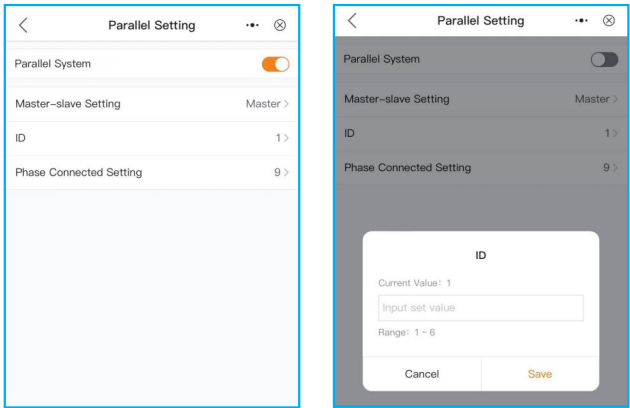 Parallel Setting
Parallel System
Master-slave Setting Master >
ID 1 >
Phase Connected Setting 9 >
Parallel Setting
Parallel System
Master-slave Setting Master >
ID 1 >
Phase Connected Setting 9 >
ID
Current Value: 1
Input set value
Range: 1 ~ 6
Cancel Save